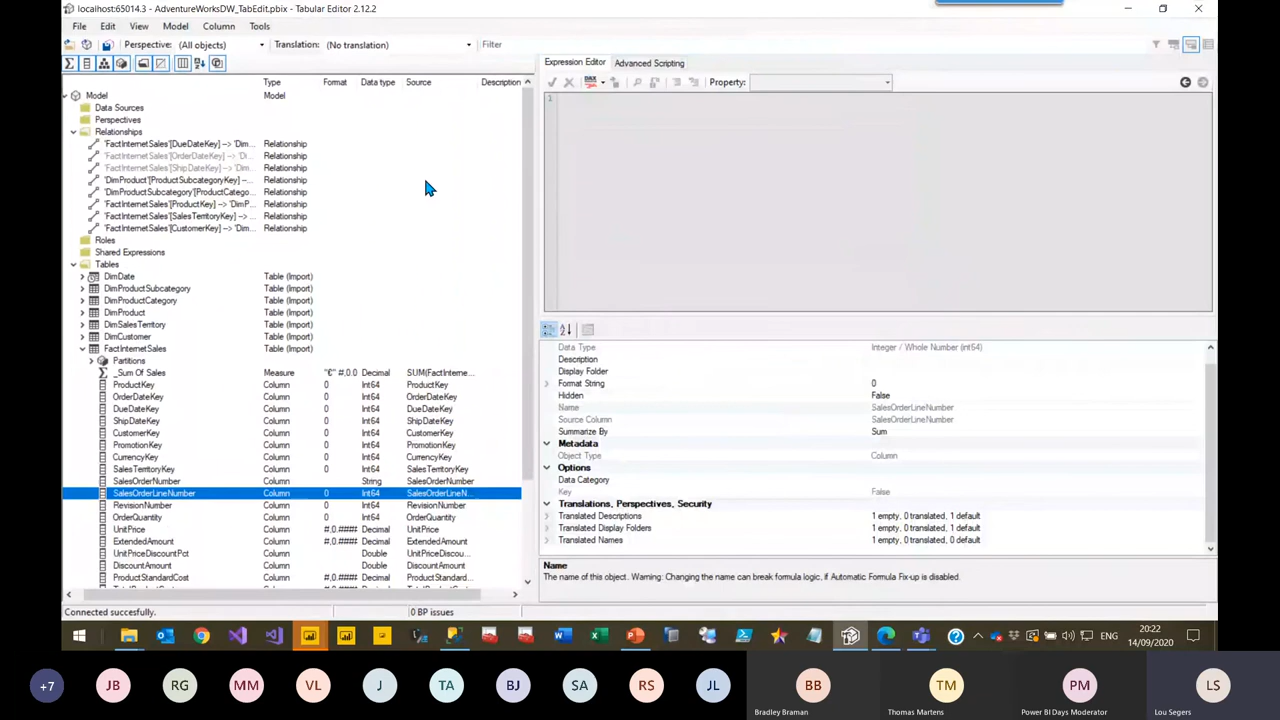 localhost:65014.3 - AdventureWorksDW_TabEdit.pbix - Tabular Editor 2.12.2
File Edit View Model Column Tools
Perspective: (All objects) Translation: (No translation) Filter
Expression Editor Advanced Scripting
Property:
1
Type Format Data type Source Description
Model Model
Data Sources
Perspectives
Relationships
'FactInternetSales'[DueDateKey] --> 'Dim... Relationship
'FactInternetSales'[OrderDateKey] --> 'Di... Relationship
'FactInternetSales'[ShipDateKey] --> 'Dim... Relationship
'DimProduct'[ProductSubcategoryKey] --... Relationship
'DimProductSubcategory'[ProductCatego... Relationship
'FactInternetSales'[ProductKey] --> 'DimP... Relationship
'FactInternetSales'[SalesTerritoryKey] --> ... Relationship
'FactInternetSales'[CustomerKey] --> 'Dim... Relationship
Roles
Shared Expressions
Tables
DimDate Table (Import)
DimProductSubcategory Table (Import)
DimProductCategory Table (Import)
DimProduct Table (Import)
DimSalesTerritory Table (Import)
DimCustomer Table (Import)
FactInternetSales Table (Import)
Partitions
_Sum Of Sales Measure "€" #,0.0 Decimal SUM(FactInterne...
ProductKey Column 0 Int64 ProductKey
OrderDateKey Column 0 Int64 OrderDateKey
DueDateKey Column 0 Int64 DueDateKey
ShipDateKey Column 0 Int64 ShipDateKey
CustomerKey Column 0 Int64 CustomerKey
PromotionKey Column 0 Int64 PromotionKey
CurrencyKey Column 0 Int64 CurrencyKey
SalesTerritoryKey Column 0 Int64 SalesTerritoryKey
SalesOrderNumber Column String SalesOrderNumber
SalesOrderLineNumber Column 0 Int64 SalesOrderLineN...
RevisionNumber Column 0 Int64 RevisionNumber
OrderQuantity Column 0 Int64 OrderQuantity
UnitPrice Column #,0.#### Decimal UnitPrice
ExtendedAmount Column #,0.#### Decimal ExtendedAmount
UnitPriceDiscountPct Column Double UnitPriceDiscou...
DiscountAmount Column Double DiscountAmount
ProductStandardCost Column #,0.#### Decimal ProductStandard...
Data Type Integer / Whole Number (int64)
Description
Display Folder
Format String 0
Hidden False
Name SalesOrderLineNumber
Source Column SalesOrderLineNumber
Summarize By Sum
Metadata
Object Type Column
Options
Data Category
Key False
Translations, Perspectives, Security
Translated Descriptions 1 empty, 0 translated, 1 default
Translated Display Folders 1 empty, 0 translated, 1 default
Translated Names 1 empty, 0 translated, 0 default
Name
The name of this object. Warning: Changing the name can break formula logic, if Automatic Formula Fix-up is disabled.
Connected succesfully. 0 BP issues
ENG 20:22
14/09/2020
+7 JB RG MM VL J TA BJ SA RS JL BB TM PM LS
Bradley Braman Thomas Martens Power BI Days Moderator Lou Segers